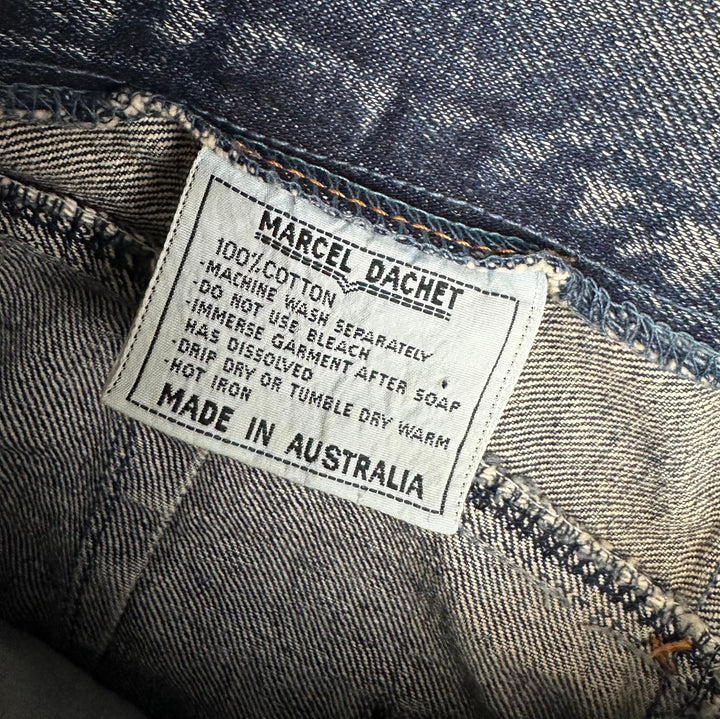 MARCEL DACHET
100% COTTON
-MACHINE WASH SEPARATELY
-DO NOT USE BLEACH
-IMMERSE GARMENT AFTER SOAP
HAS DISSOLVED
-DRIP DRY OR TUMBLE DRY WARM
-HOT IRON
MADE IN AUSTRALIA